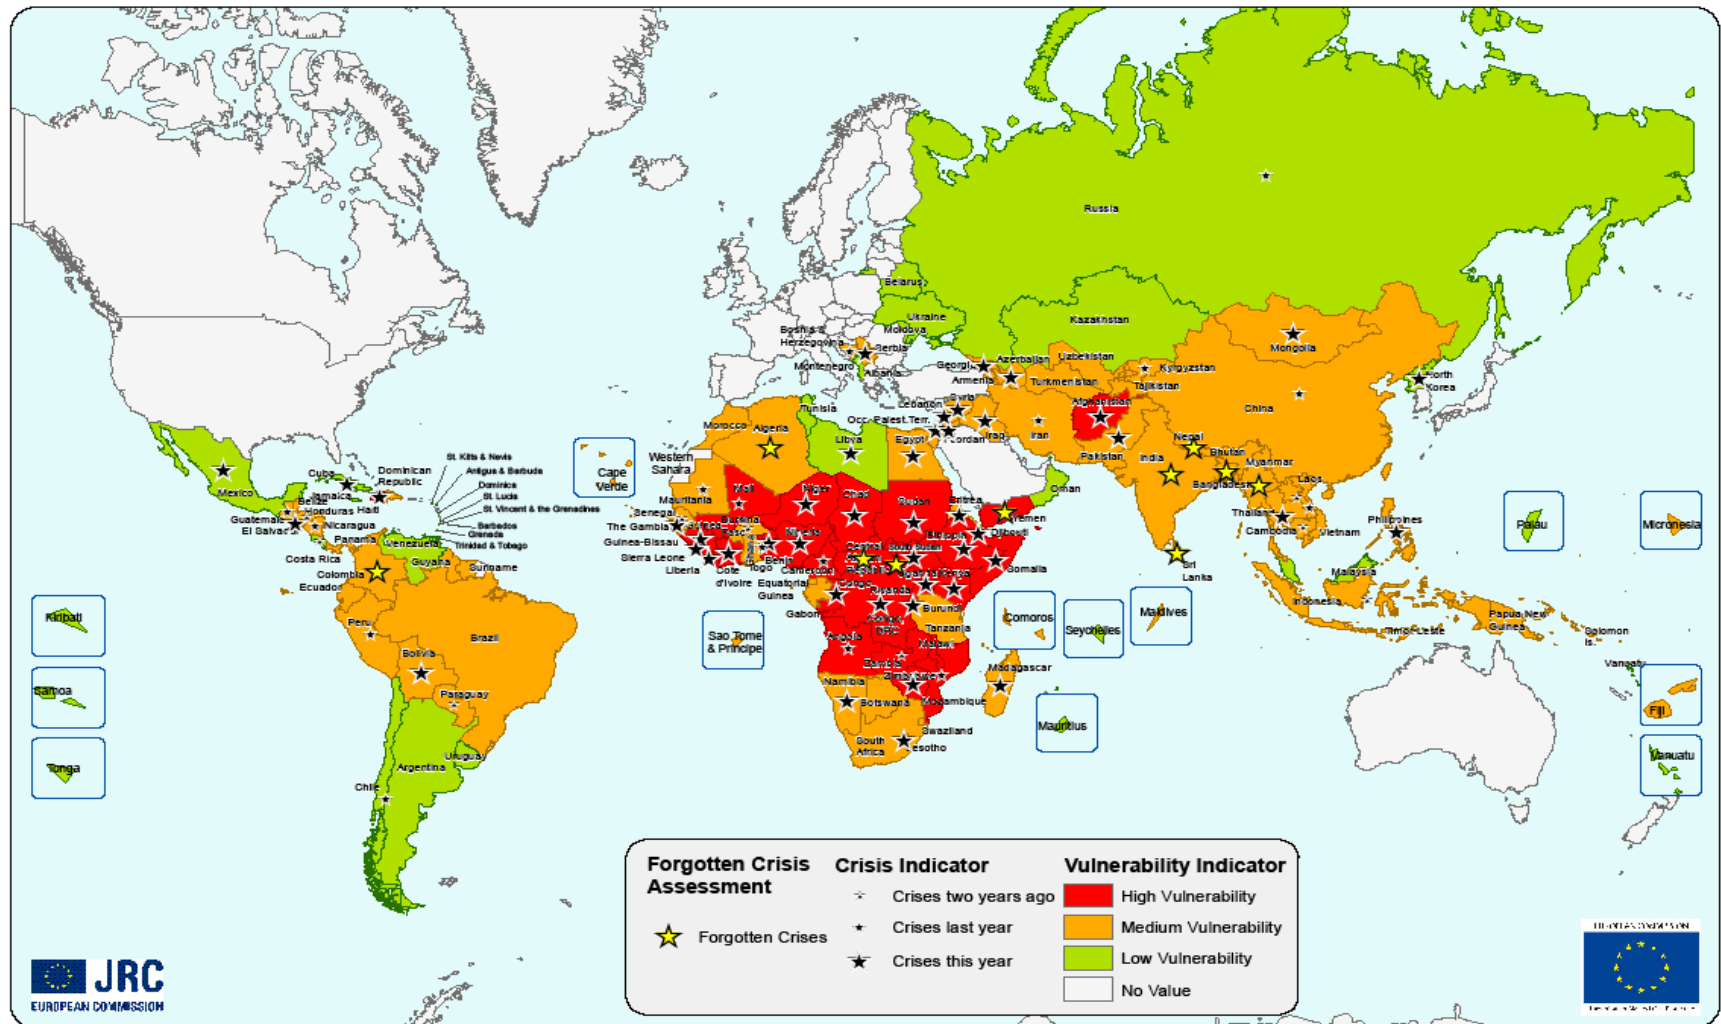 Russia
Belarus
Ukraine
Kazakhstan
Moldova
Bosnia &
Herzegovina
Serbia
Montenegro
Albania
Mongolia
Azerbaijan
Uzbekistan
Armenia
Turkmenistan
Kyrgyzstan
Tajikistan
North
Korea
Lebanon
Syria
Afghanistan
China
Tunisia
Occ. Palest.Terr.
Morocco
Algeria
Libya
Egypt
Iraq
Iran
Pakistan
India
Nepal
Bhutan
Bangladesh
Myanmar
Laos
Western
Sahara
Cape
Verde
St. Kitts & Nevis
Antigua & Barbuda
Dominica
St. Lucia
St. Vincent & the Grenadines
Barbados
Grenada
Trinidad & Tobago
Cuba
Dominican
Republic
Mexico
Jamaica
Haiti
Belize
Honduras
Guatemala
Nicaragua
Costa Rica
Panama
Venezuela
Guyana
Suriname
Colombia
Ecuador
Mauritania
Mali
Niger
Chad
Sudan
Eritrea
Yemen
Oman
Senegal
The Gambia
Guinea-Bissau
Guinea
Sierra Leone
Liberia
Cote
d'Ivoire
Togo
Benin
Nigeria
Cameroon
Central
South Sudan
Ethiopia
Djibouti
Somalia
Equatorial
Guinea
Gabon
Congo
Kenya
Rwanda
Burundi
Congo
DRC
Tanzania
Thailand
Cambodia
Vietnam
Philippines
Palau
Micronesia
Sri
Lanka
Malaysia
Indonesia
Maldives
Comoros
Seychelles
Papua New
Guinea
Timor-Leste
Solomon
Is.
Kiribati
Peru
Brazil
Sao Tome
& Principe
Angola
Zambia
Malawi
Madagascar
Vanuatu
Samoa
Bolivia
Paraguay
Namibia
Botswana
Zimbabwe
Mozambique
Mauritius
Fiji
Tonga
Uruguay
Argentina
Chile
South
Africa
Swaziland
Vanuatu
Forgotten Crisis
Assessment
Forgotten Crises
Crisis Indicator
Crises two years ago
Crises last year
Crises this year
Vulnerability Indicator
High Vulnerability
Medium Vulnerability
Low Vulnerability
No Value
JRC
EUROPEAN COMMISSION